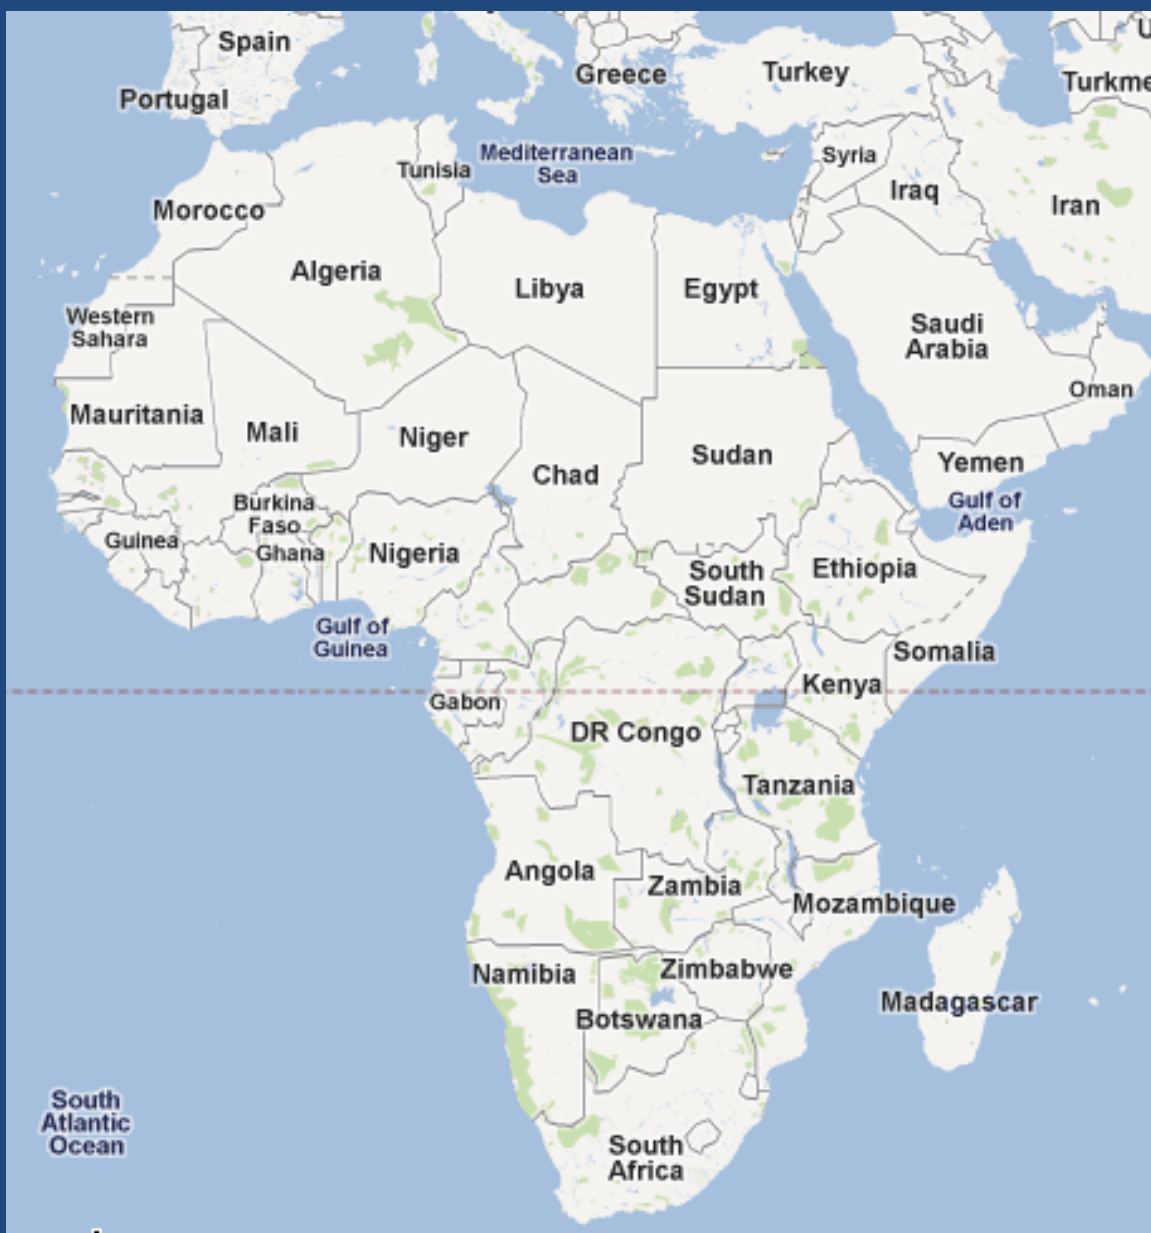 Spain
Portugal
Greece
Turkey
Turkme
Tunisia
Mediterranean
Sea
Syria
Iraq
Iran
Morocco
Algeria
Libya
Egypt
Western
Sahara
Saudi
Arabia
Oman
Mauritania
Mali
Niger
Chad
Sudan
Yemen
Gulf of
Aden
Burkina
Faso
Guinea
Ghana
Nigeria
South
Sudan
Ethiopia
Gulf of
Guinea
Somalia
Kenya
Gabon
DR Congo
Tanzania
Angola
Zambia
Mozambique
Namibia
Zimbabwe
Botswana
Madagascar
South
Atlantic
Ocean
South
Africa